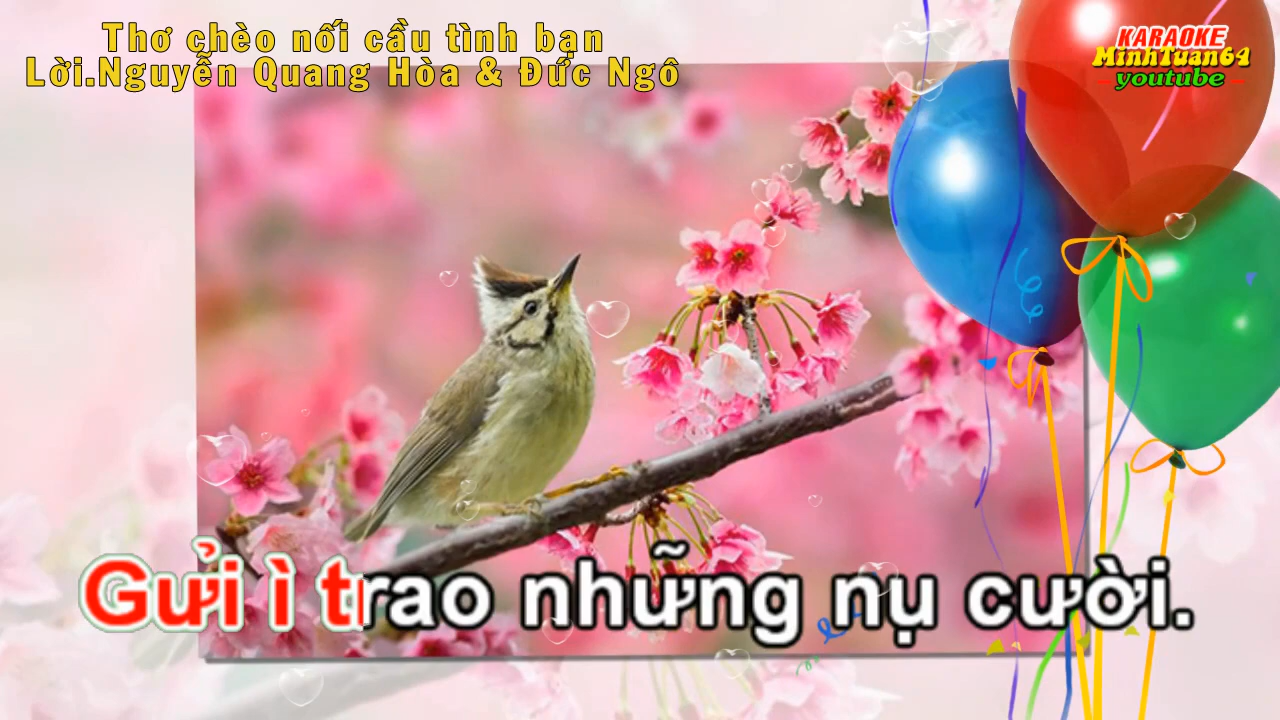 Thơ chèo nối cầu tình bạn
Lời.Nguyễn Quang Hòa & Đức Ngô
KARAOKE
MinhTuan64
youtube
Gửi ì trao những nụ cười.